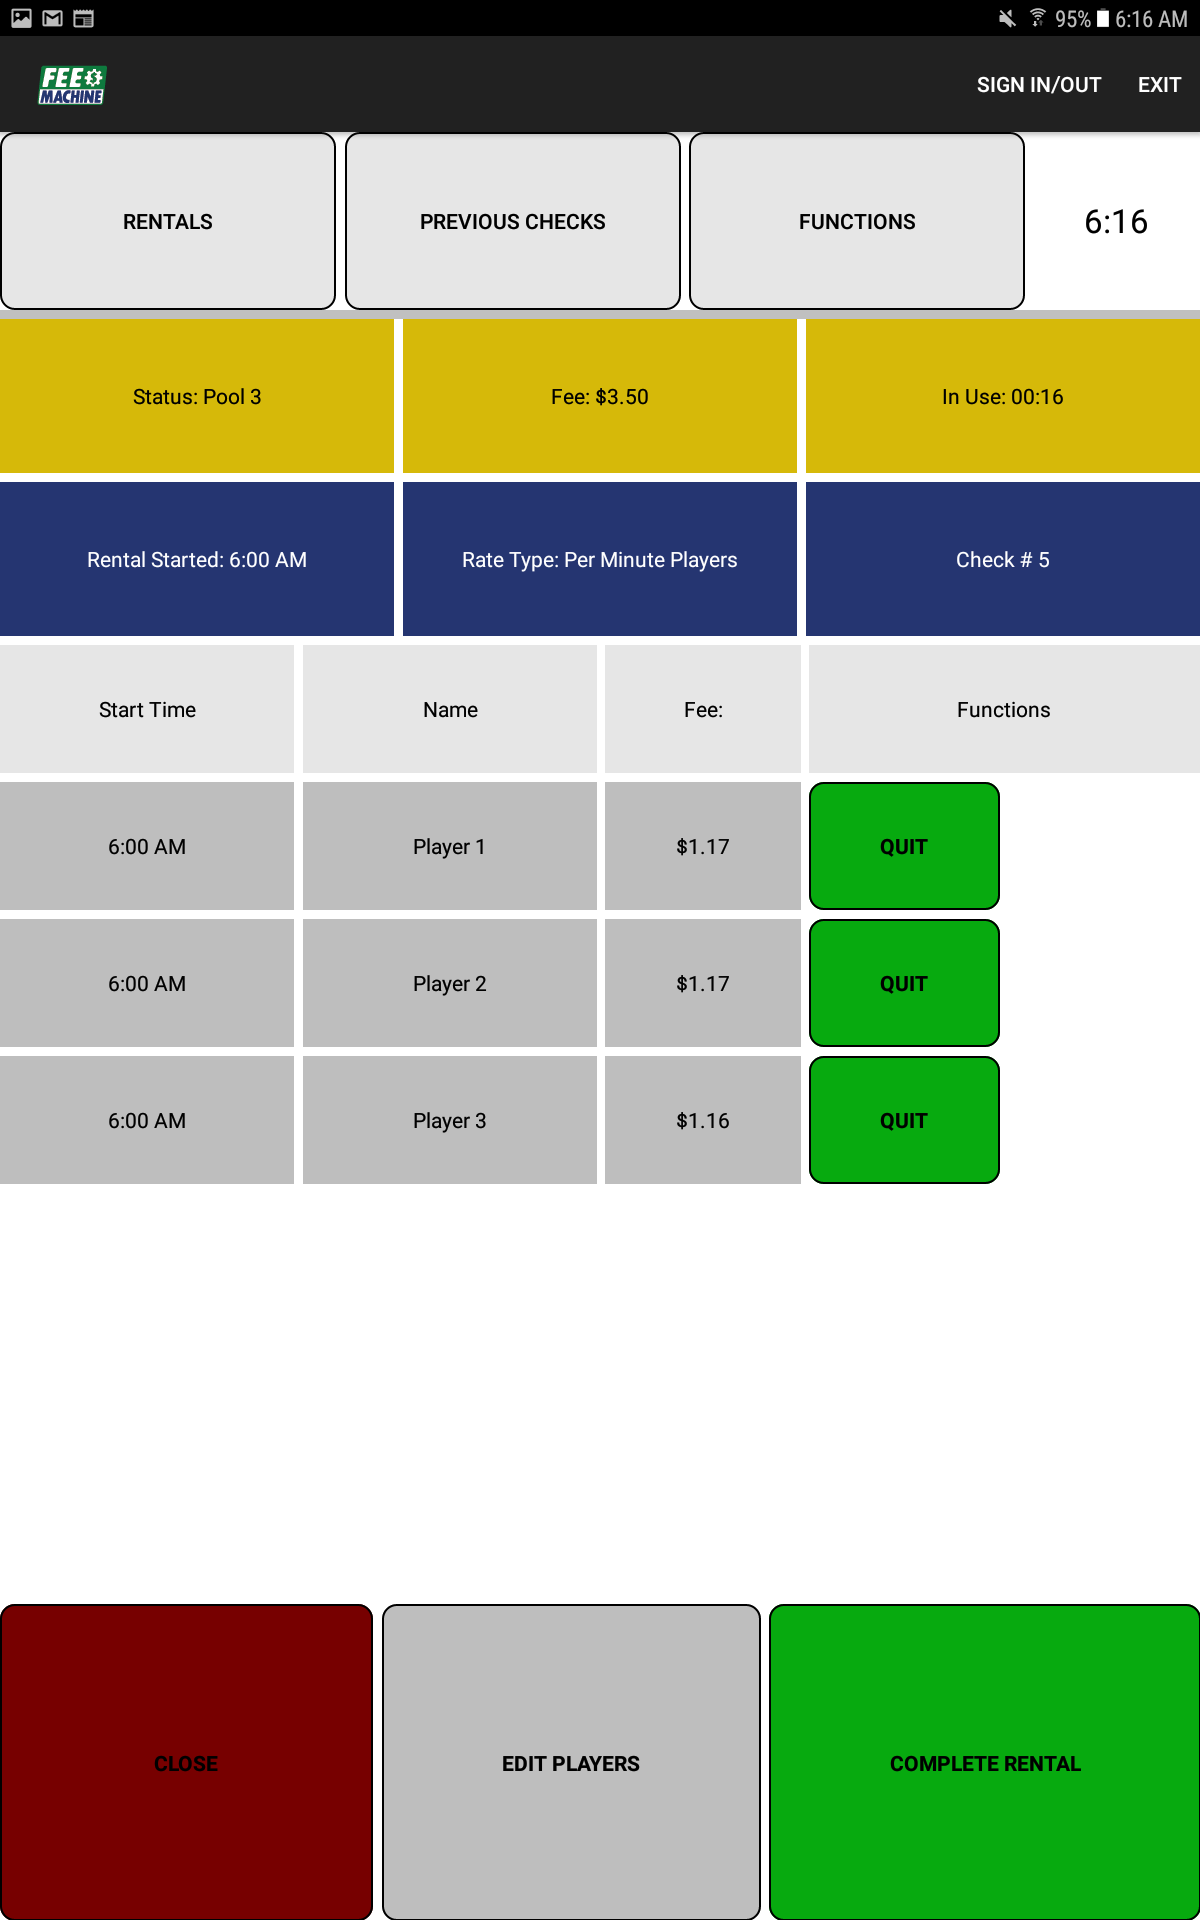 95% 6:16 AM
FEE
MACHINE
SIGN IN/OUT EXIT
RENTALS PREVIOUS CHECKS FUNCTIONS 6:16
Status: Pool 3 Fee: $3.50 In Use: 00:16
Rental Started: 6:00 AM Rate Type: Per Minute Players Check # 5
Start Time Name Fee: Functions
6:00 AM Player 1 $1.17 QUIT
6:00 AM Player 2 $1.17 QUIT
6:00 AM Player 3 $1.16 QUIT
CLOSE EDIT PLAYERS COMPLETE RENTAL